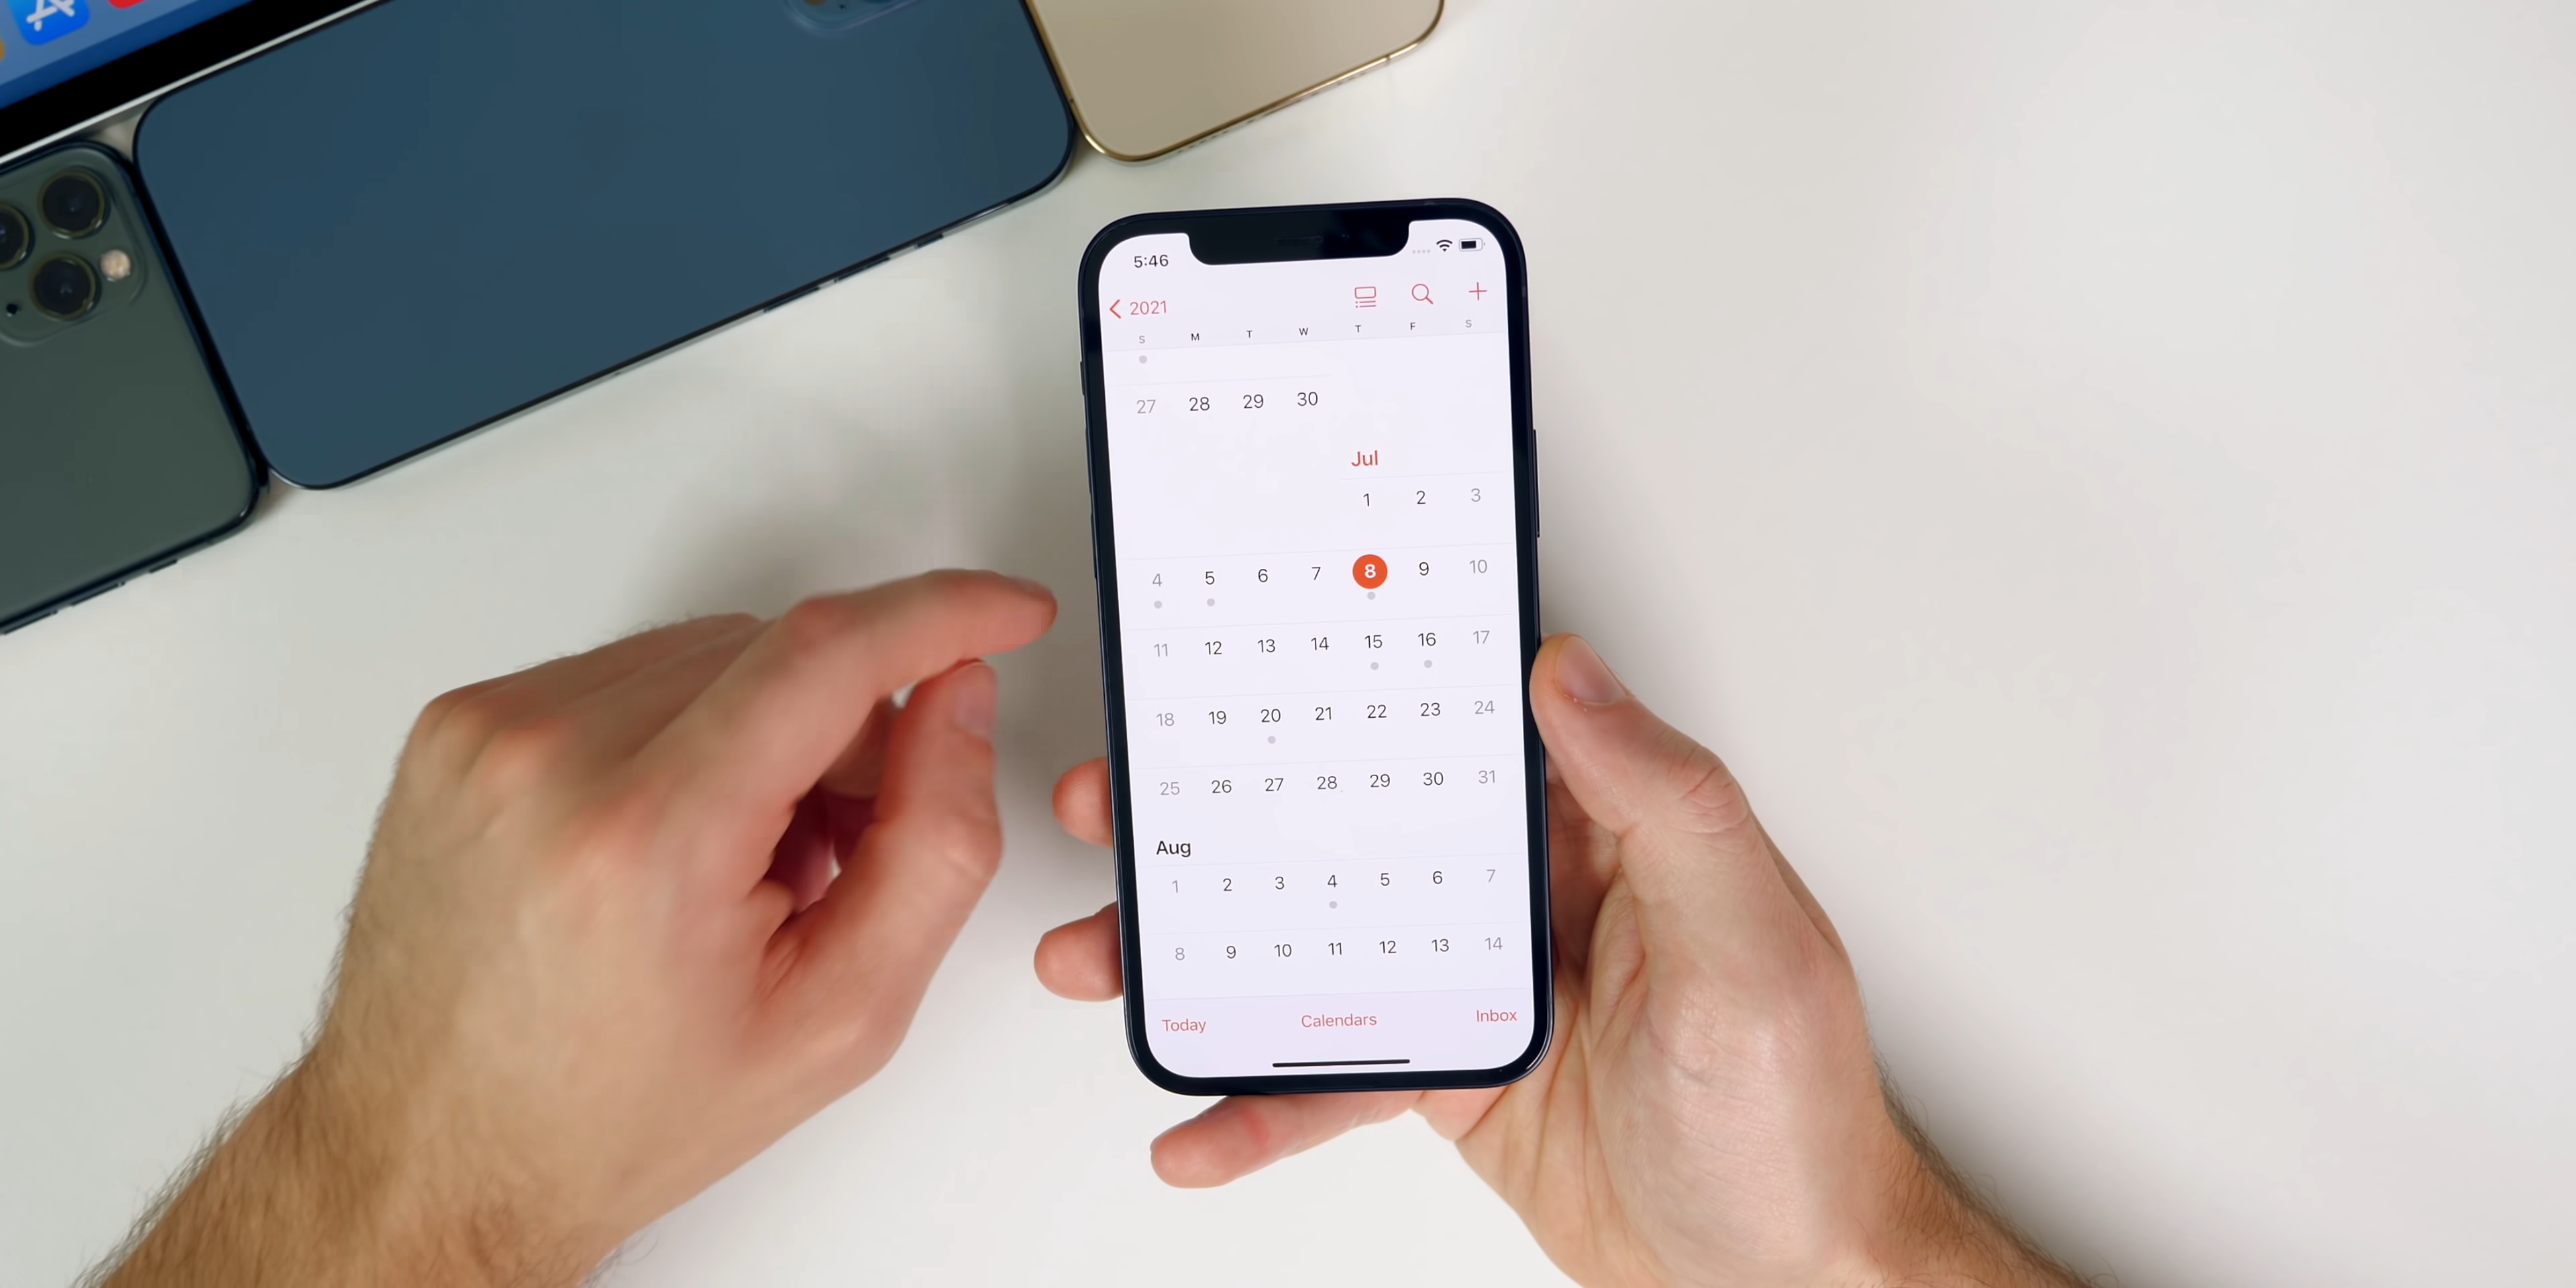 5:46
2021
S M T W T F S
27 28 29 30
Jul
1 2 3
4 5 6 7 8 9 10
11 12 13 14 15 16 17
18 19 20 21 22 23 24
25 26 27 28 29 30 31
Aug
1 2 3 4 5 6 7
8 9 10 11 12 13 14
Today Calendars Inbox